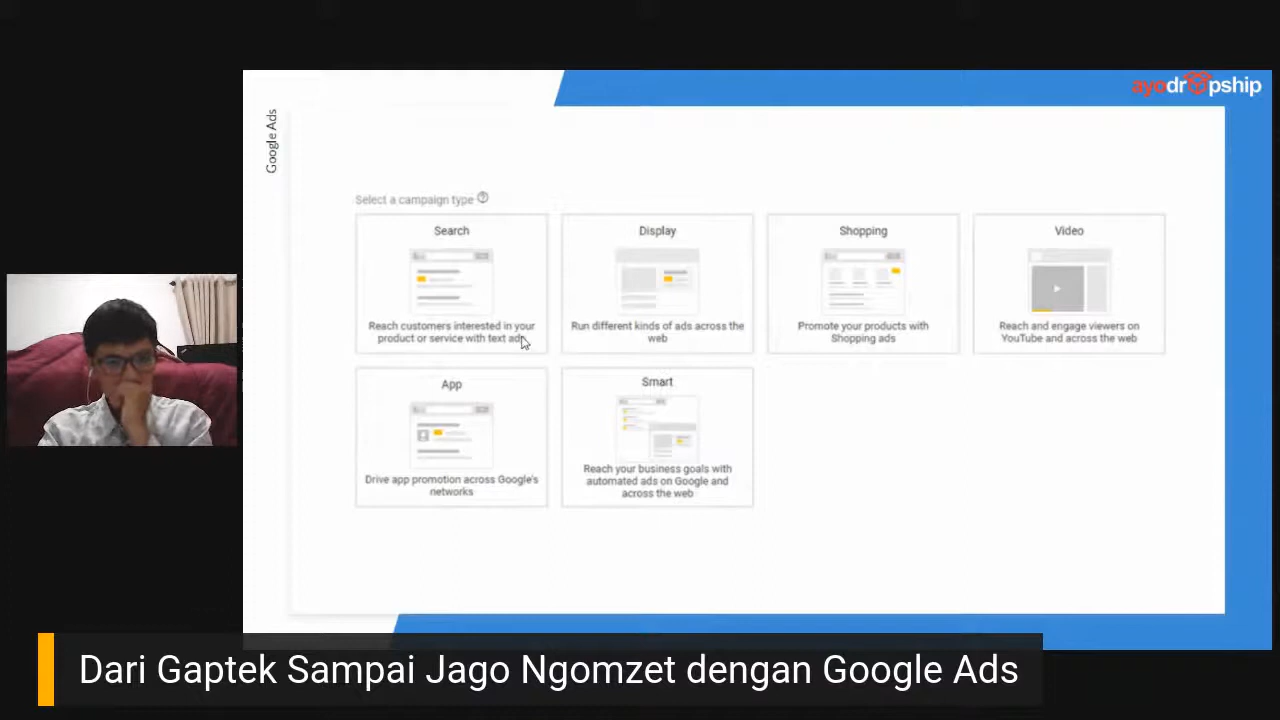 ayodropship
Google Ads
Select a campaign type
Search
Reach customers interested in your
product or service with text ads
Display
Run different kinds of ads across the
web
Shopping
Promote your products with
Shopping ads
Video
Reach and engage viewers on
YouTube and across the web
App
Drive app promotion across Google's
networks
Smart
Reach your business goals with
automated ads on Google and
across the web
Dari Gaptek Sampai Jago Ngomzet dengan Google Ads